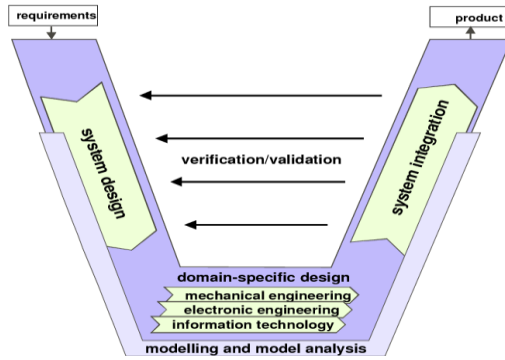 requirements
product
system design
verification/validation
system integration
domain-specific design
mechanical engineering
electronic engineering
information technology
modelling and model analysis